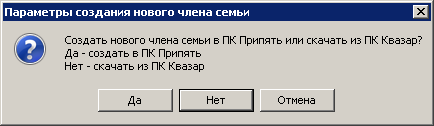 Параметры создания нового члена семьи
Создать нового члена семьи в ПК Припять или скачать из ПК Квазар?
Да - создать в ПК Припять
Нет - скачать из ПК Квазар
Да
Нет
Отмена